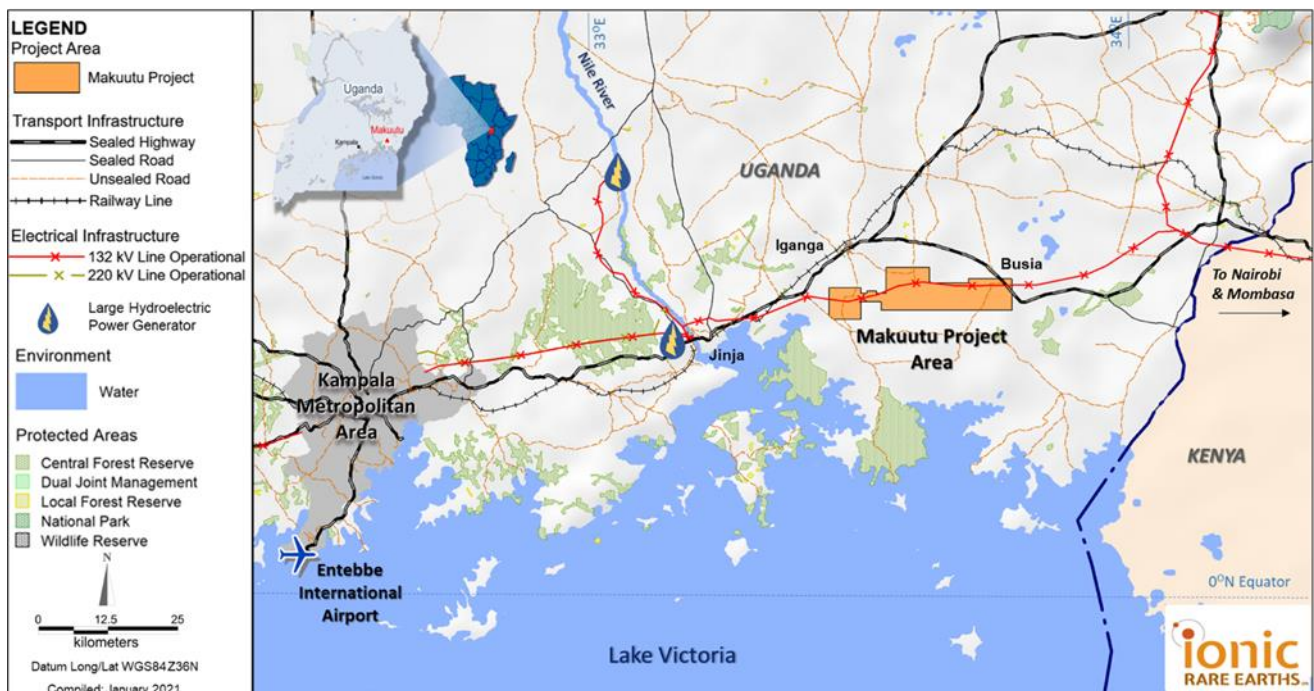 LEGEND
Project Area
Makuutu Project
Transport Infrastructure
Sealed Highway
Sealed Road
Unsealed Road
Railway Line
Electrical Infrastructure
132 kV Line Operational
220 kV Line Operational
Large Hydroelectric
Power Generator
Environment
Water
Protected Areas
Central Forest Reserve
Dual Joint Management
Local Forest Reserve
National Park
Wildlife Reserve
N
0 12.5 25
kilometers
Datum Long/Lat WGS84 Z36N
Compiled: January 2021
Uganda
Makuutu
Kampala
33°E
34°E
Nile River
UGANDA
Iganga
Busia
To Nairobi
& Mombasa
Makuutu Project
Area
Jinja
Kampala
Metropolitan
Area
KENYA
Entebbe
International
Airport
0°N Equator
Lake Victoria
ionic
RARE EARTHS